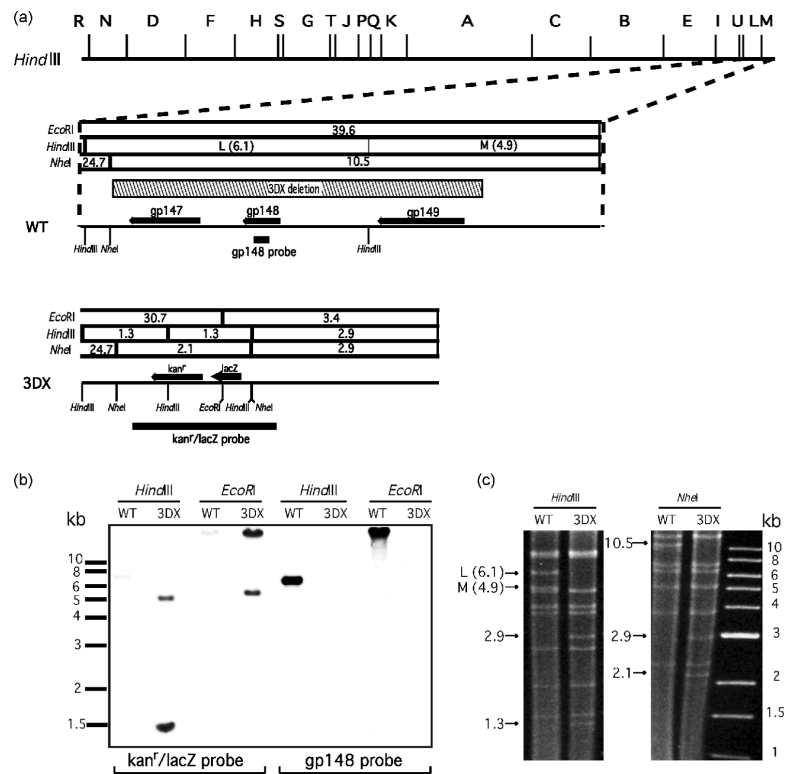 (a)
R N D F H S G T J P Q K A C B E I U L M
HindIII
EcoRI 39.6
HindIII L (6.1) M (4.9)
NheI 24.7 10.5
3DX deletion
gp147 gp148 gp149
WT
HindIII NheI HindIII
gp148 probe
EcoRI 30.7 3.4
HindIII 1.3 1.3 2.9
NheI 24.7 2.1 2.9
kanr lacZ
3DX
HindIII NheI HindIII EcoRI HindIII NheI
kanr/lacZ probe
(b)
HindIII EcoRI HindIII EcoRI
kb WT 3DX WT 3DX WT 3DX WT 3DX
10
8
6
5
4
3
2
1.5
kanr/lacZ probe gp148 probe
(c)
HindIII NheI
WT 3DX WT 3DX kb
L (6.1)
M (4.9)
2.9
1.3
10.5
2.9
2.1
10
8
6
5
4
3
2
1.5
1